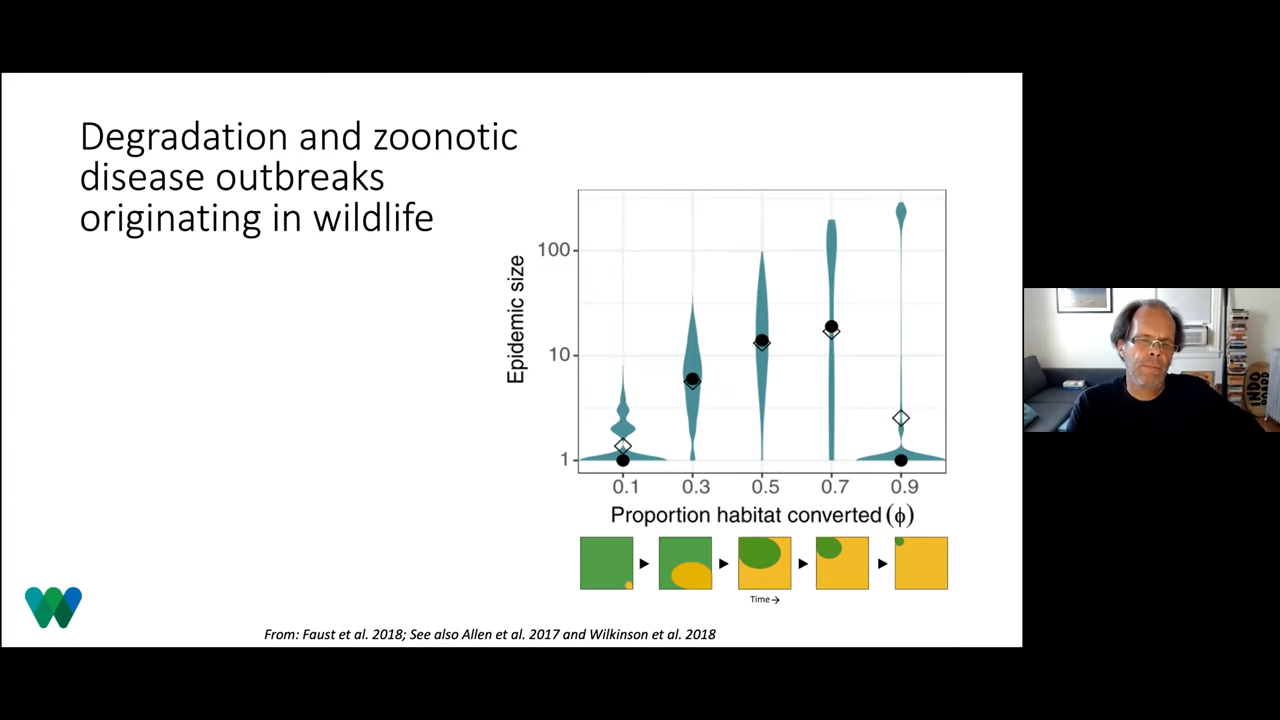 Degradation and zoonotic
disease outbreaks
originating in wildlife
Epidemic size
100
10
1
0.1 0.3 0.5 0.7 0.9
Proportion habitat converted (ϕ)
Time→
From: Faust et al. 2018; See also Allen et al. 2017 and Wilkinson et al. 2018
INDO
BOARD